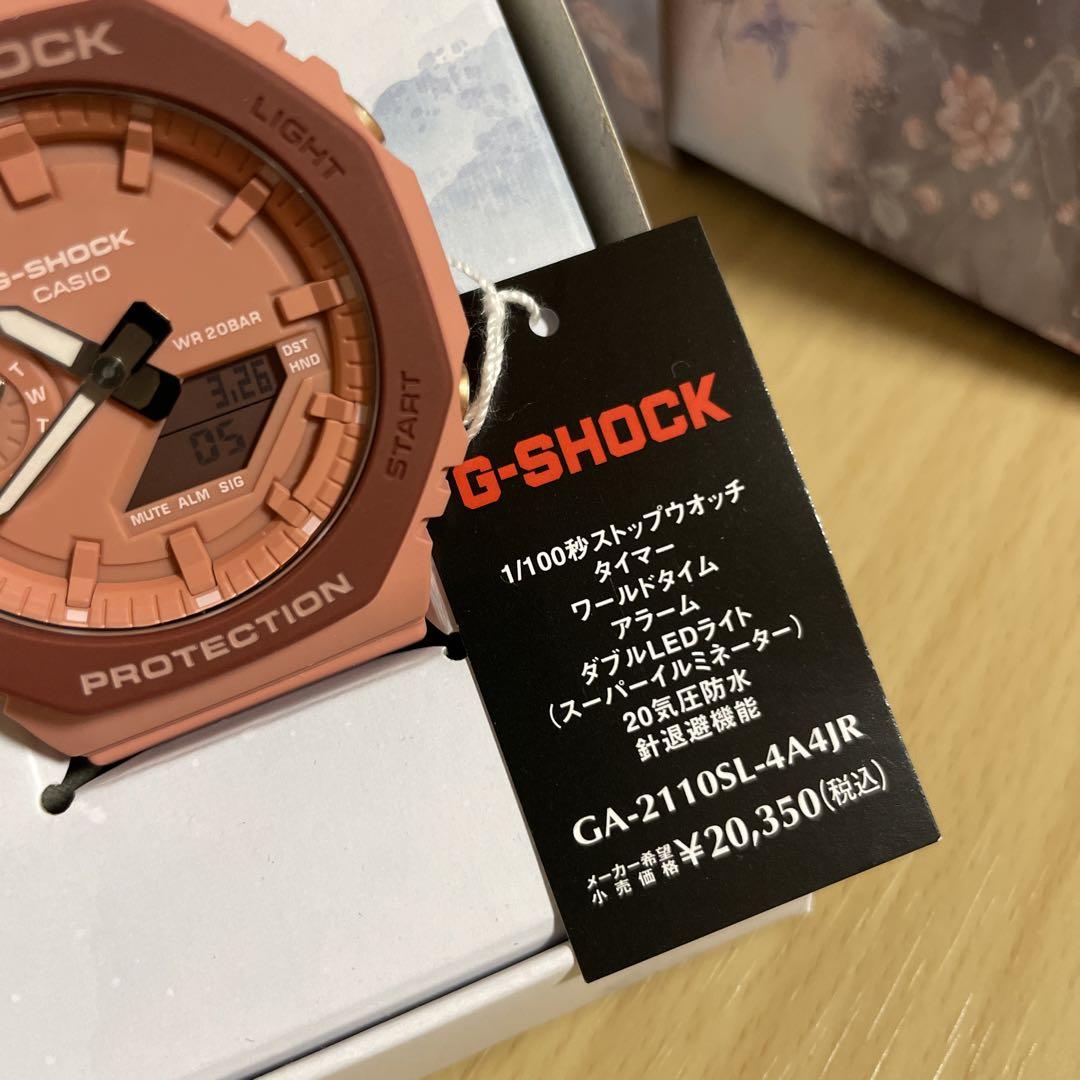 SHOCK
LIGHT
G-SHOCK
CASIO
WR 20BAR
DST
HND
3.26
05
T
W
T
MUTE ALM SIG
START
PROTECTION
G-SHOCK
1/100秒ストップウオッチ
タイマー
ワールドタイム
アラーム
ダブルLEDライト
(スーパーイルミネーター)
20気圧防水
針退避機能
GA-2110SL-4A4JR
メーカー希望
小売価格 ¥20,350(税込)